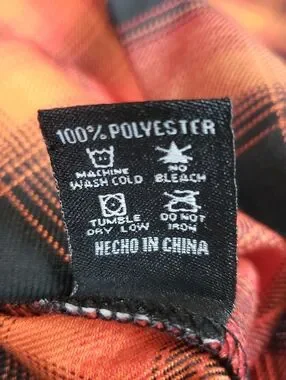 100% POLYESTER
MACHINE WASH COLD
NO BLEACH
TUMBLE DRY LOW
DO NOT IRON
HECHO IN CHINA